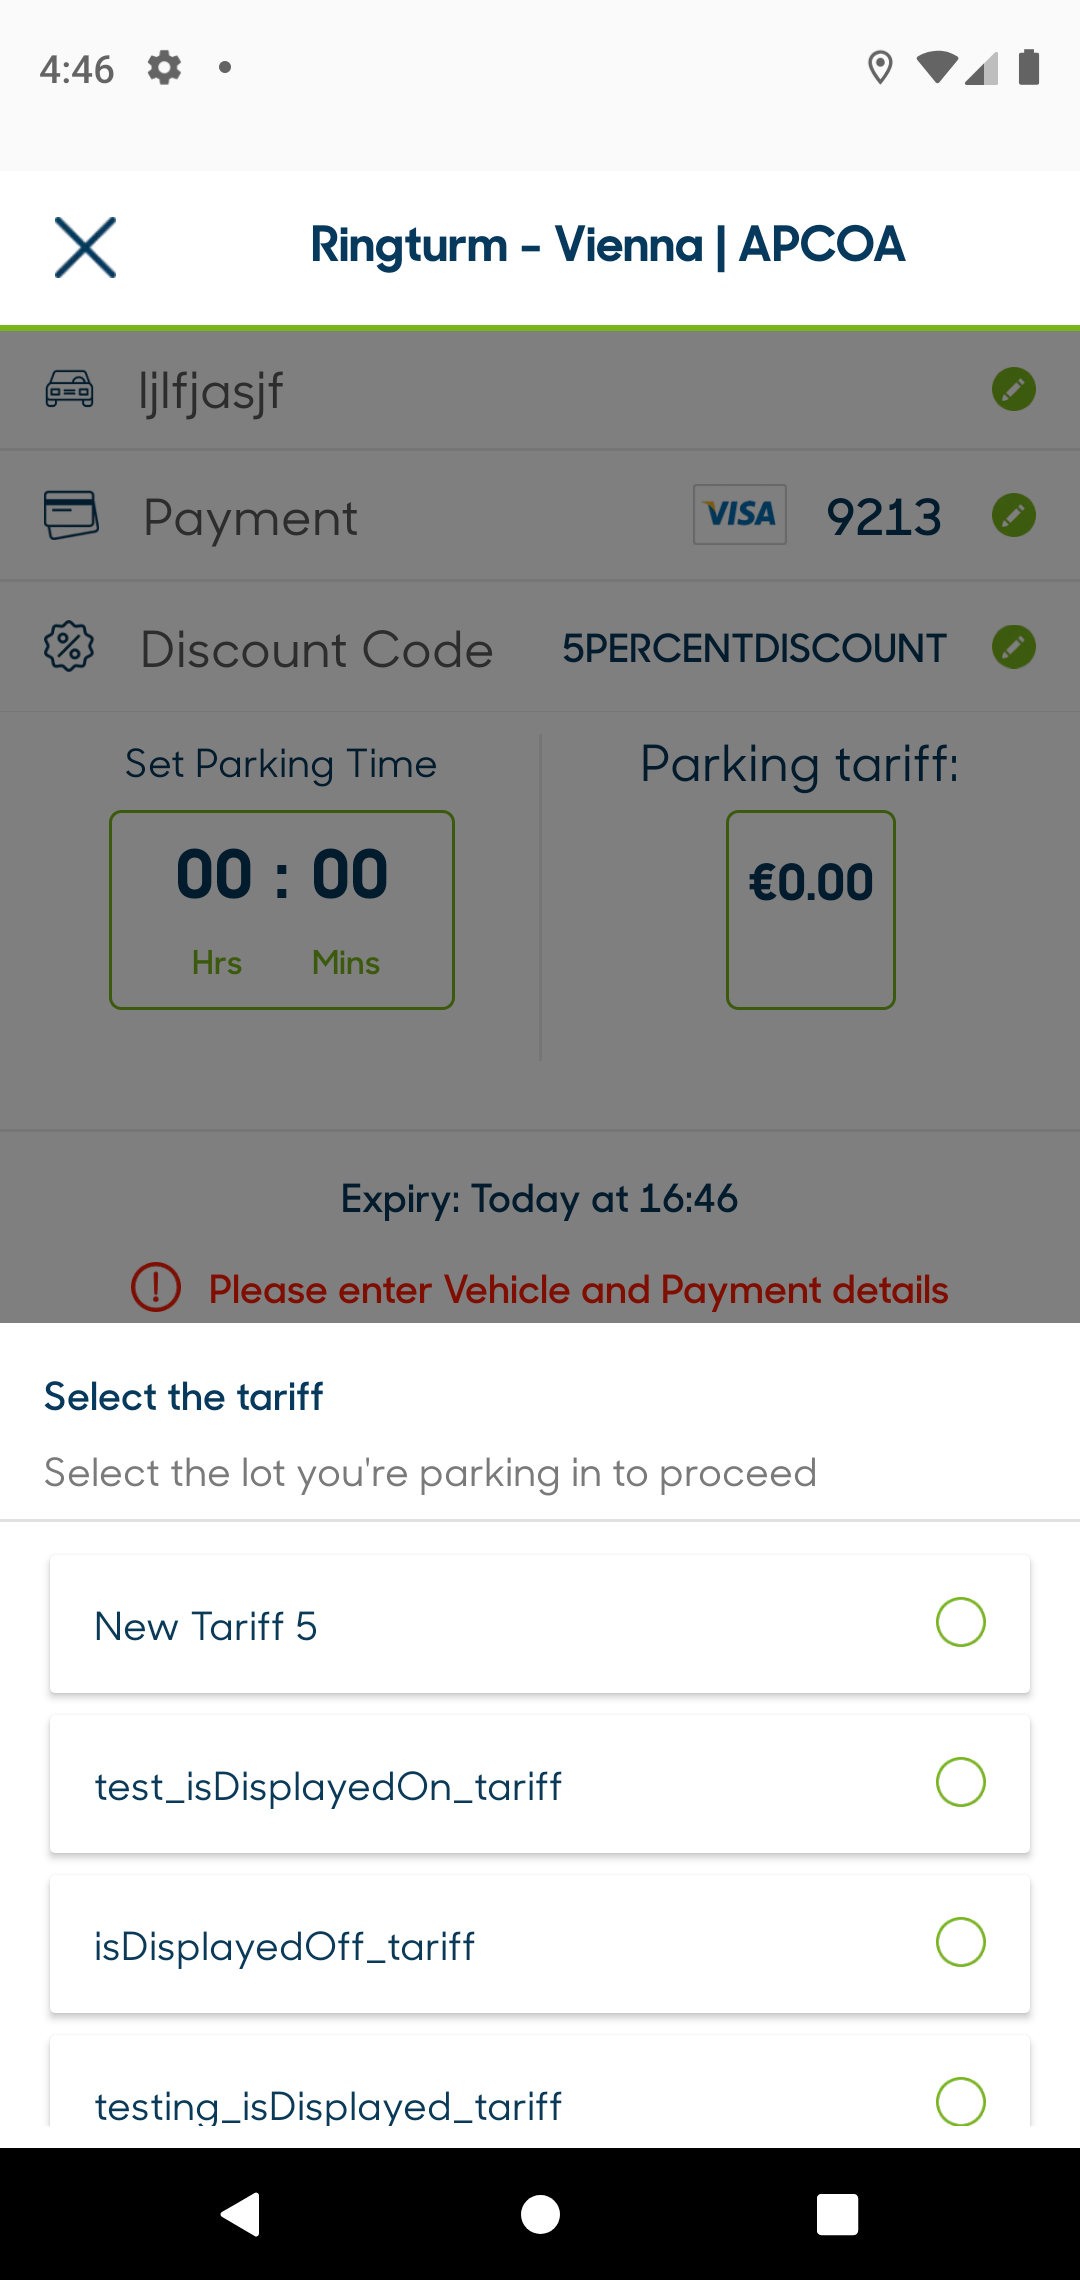 4:46
Ringturm - Vienna | APCOA
ljlfjasjf
Payment VISA 9213
Discount Code 5PERCENTDISCOUNT
Set Parking Time
00 : 00
Hrs Mins
Parking tariff:
€0.00
Expiry: Today at 16:46
Please enter Vehicle and Payment details
Select the tariff
Select the lot you're parking in to proceed
New Tariff 5
test_isDisplayedOn_tariff
isDisplayedOff_tariff
testing_isDisplayed_tariff